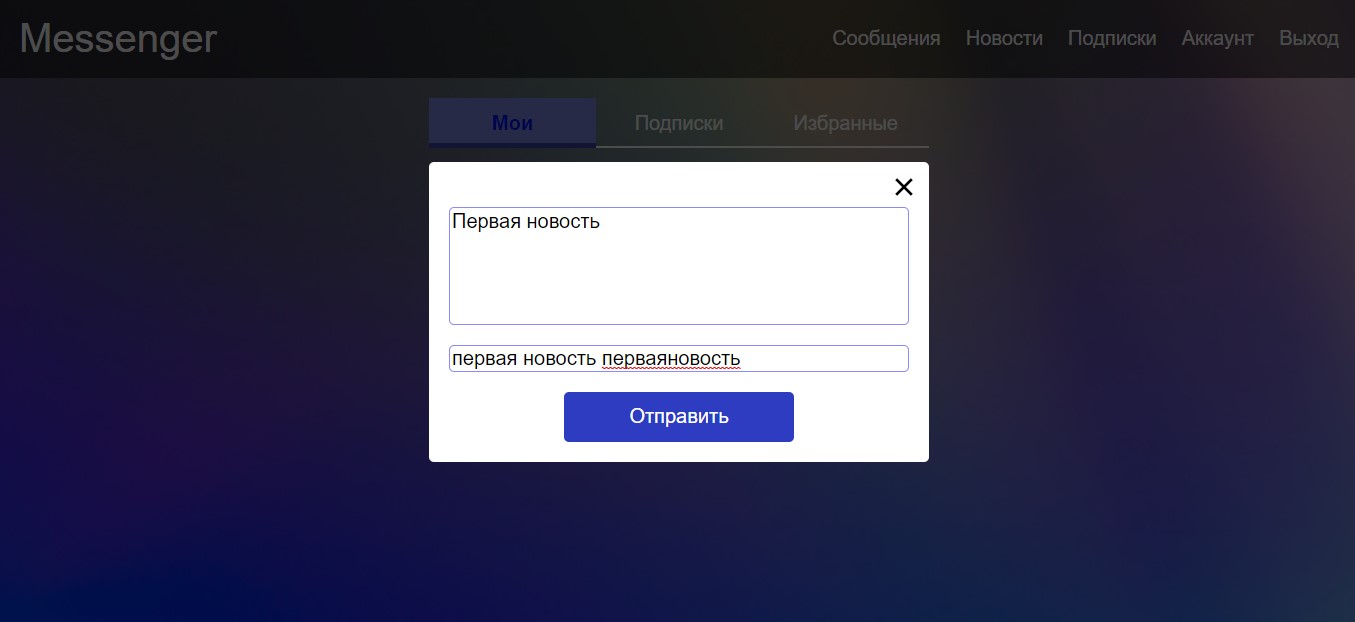 Messenger
Сообщения Новости Подписки Аккаунт Выход
Мои Подписки Избранные
Первая новость
первая новость перваяновость
Отправить